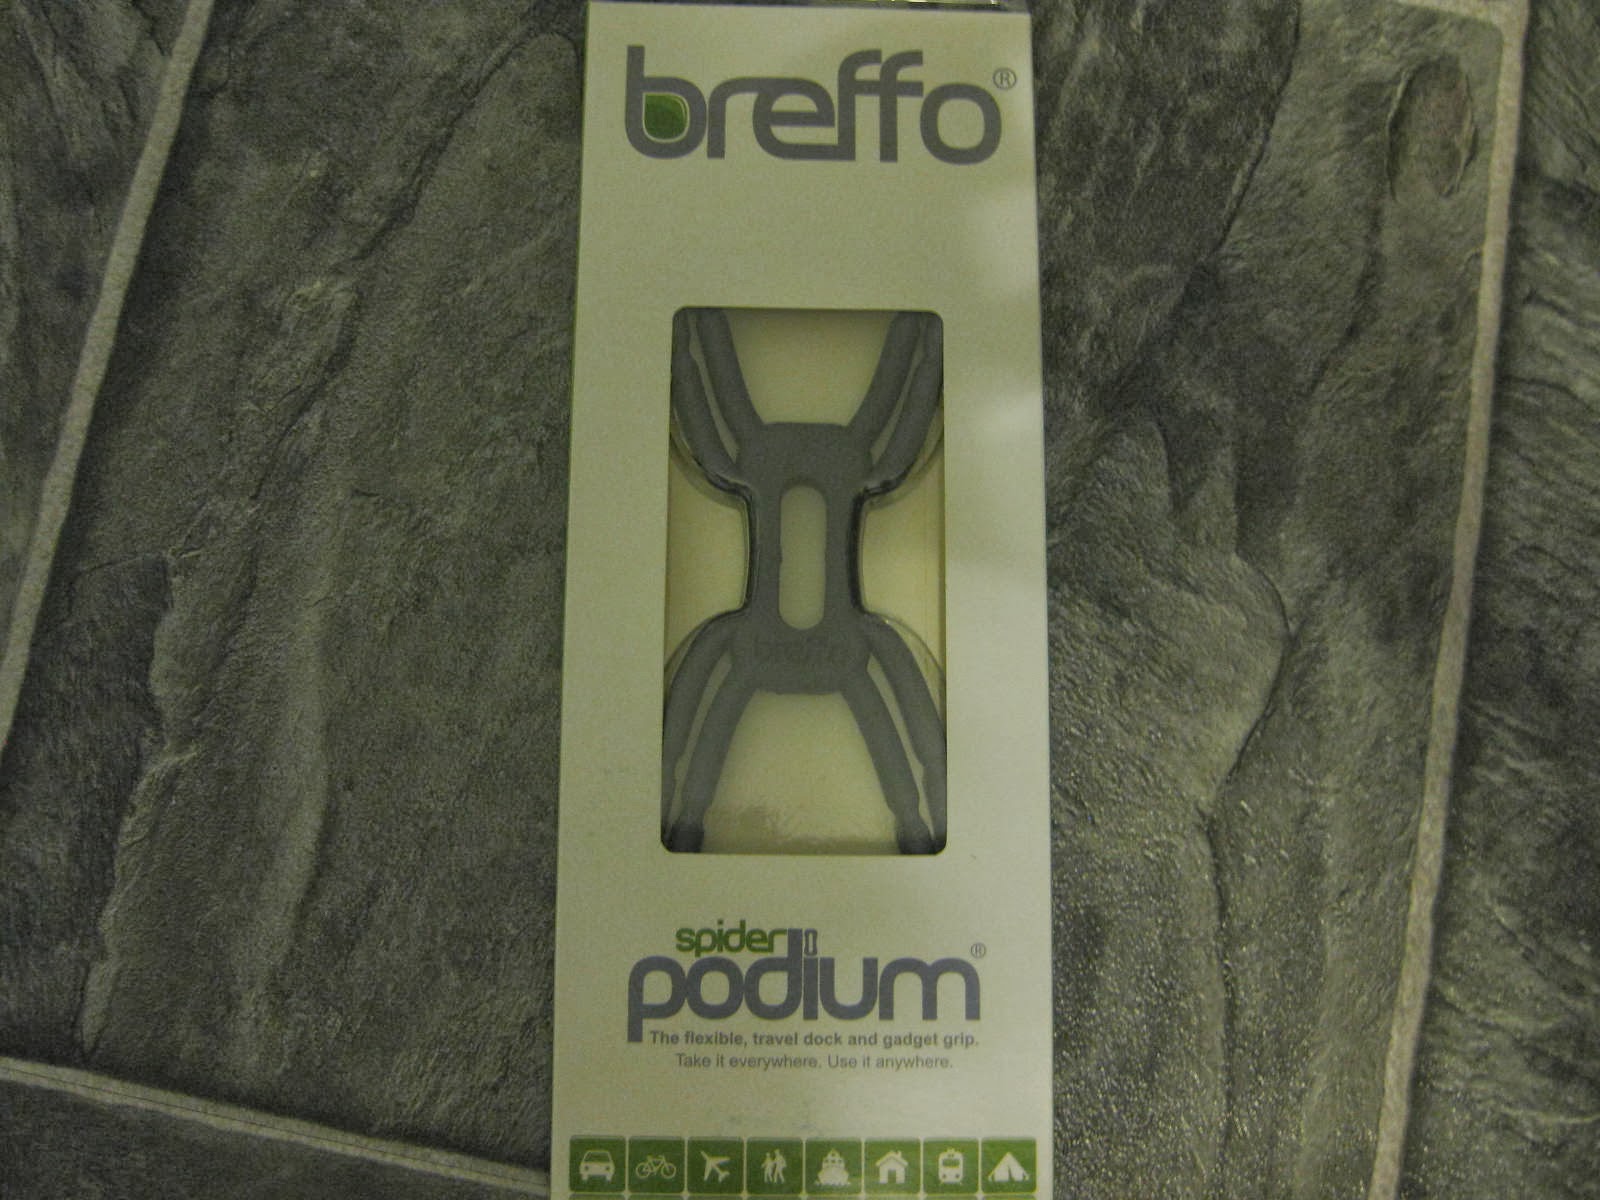 breffo®
spider
podium®
The flexible, travel dock and gadget grip.
Take it everywhere. Use it anywhere.